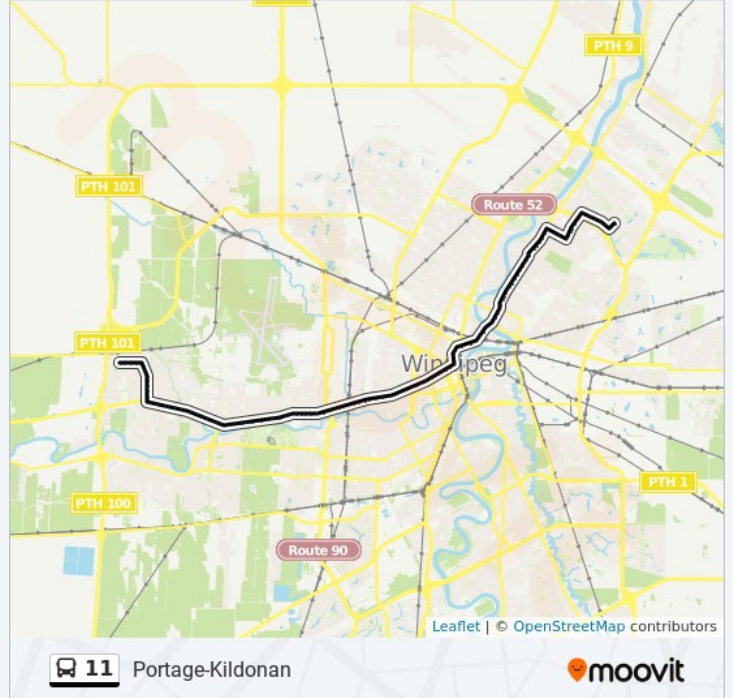 PTH 9
PTH 101
Route 52
PTH 101
Winnipeg
PTH 1
PTH 100
Route 90
Leaflet | © OpenStreetMap contributors
11 Portage-Kildonan
moovit